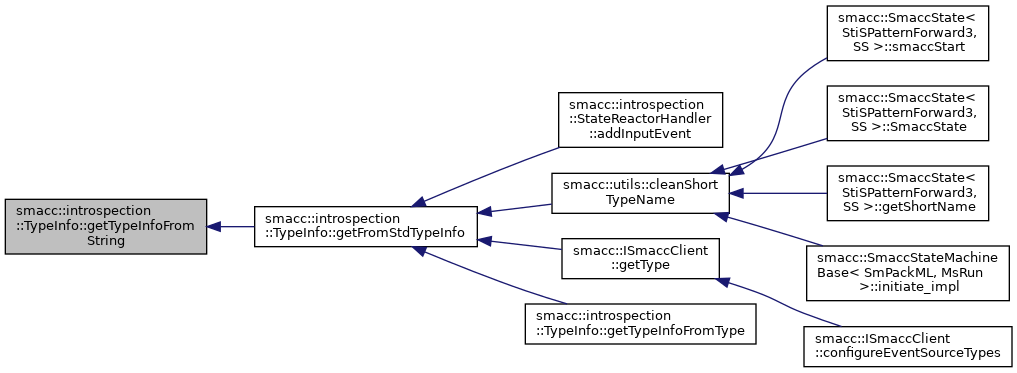 smacc::introspection
::TypeInfo::getTypeInfoFrom
String
smacc::introspection
::TypeInfo::getFromStdTypeInfo
smacc::introspection
::StateReactorHandler
::addInputEvent
smacc::utils::cleanShort
TypeName
smacc::ISmaccClient
::getType
smacc::introspection
::TypeInfo::getTypeInfoFromType
smacc::SmaccState<
StiSPatternForward3,
SS >::smaccStart
smacc::SmaccState<
StiSPatternForward3,
SS >::SmaccState
smacc::SmaccState<
StiSPatternForward3,
SS >::getShortName
smacc::SmaccStateMachine
Base< SmPackML, MsRun
>::initiate_impl
smacc::ISmaccClient
::configureEventSourceTypes